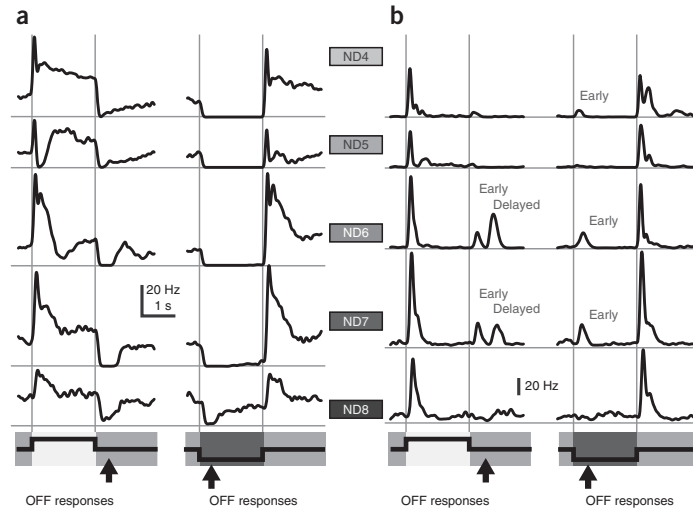 a
b
ND4
Early
ND5
Early
Delayed
ND6
Early
20 Hz
1 s
Early
Delayed
ND7
Early
20 Hz
ND8
OFF responses
OFF responses
OFF responses
OFF responses